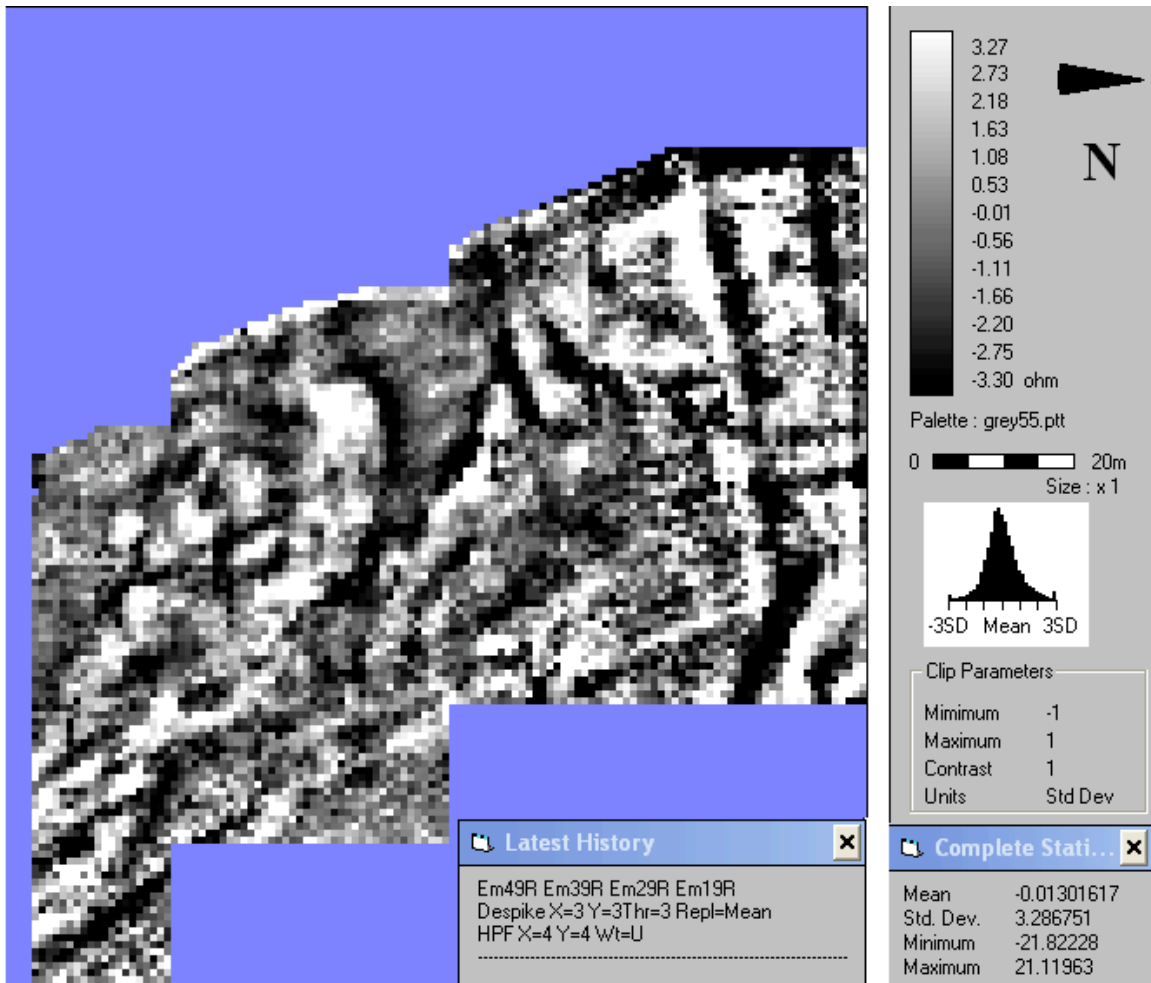 3.27
2.73
2.18
1.63
1.08
0.53
-0.01
-0.56
-1.11
-1.66
-2.20
-2.75
-3.30 ohm
N
Palette : grey55.ptt
0 20m
Size : x 1
-3SD Mean 3SD
Clip Parameters
Mimimum -1
Maximum 1
Contrast 1
Units Std Dev
Latest History
Em49R Em39R Em29R Em19R
Despike X=3 Y=3Thr=3 Repl=Mean
HPF X=4 Y=4 Wt=U
Complete Stati...
Mean -0.01301617
Std. Dev. 3.286751
Minimum -21.82228
Maximum 21.11963